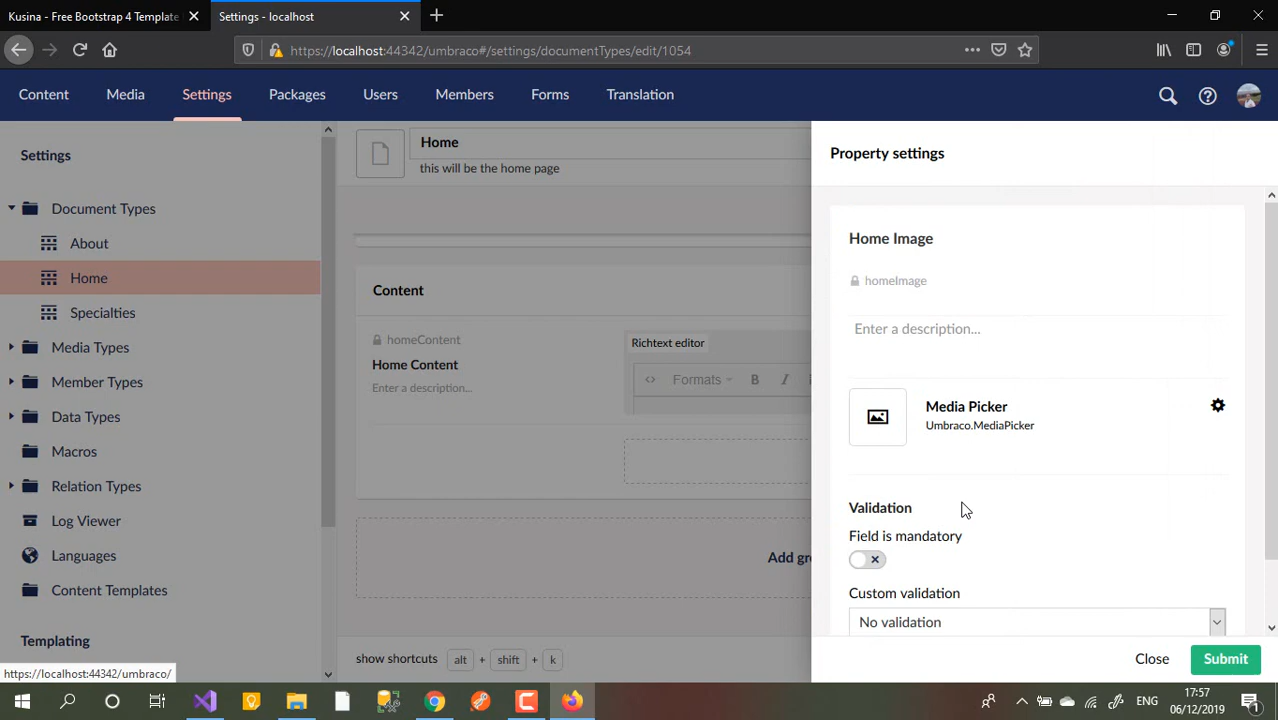 Kusina - Free Bootstrap 4 Template
Settings - localhost
https://localhost:44342/umbraco#/settings/documentTypes/edit/1054
Content
Media
Settings
Packages
Users
Members
Forms
Translation
Settings
Document Types
About
Home
Specialties
Media Types
Member Types
Data Types
Macros
Relation Types
Log Viewer
Languages
Content Templates
Templating
https://localhost:44342/umbraco/
Home
this will be the home page
Content
homeContent
Home Content
Enter a description...
Richtext editor
Formats
B
I
Add gro
show shortcuts alt + shift + k
Property settings
Home Image
homeImage
Enter a description...
Media Picker
Umbraco.MediaPicker
Validation
Field is mandatory
Custom validation
No validation
Close
Submit
ENG
17:57
06/12/2019
1